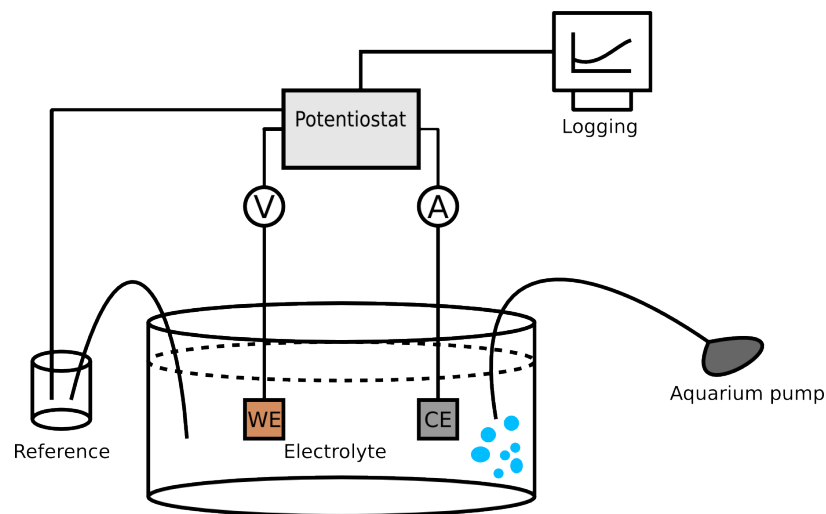 Potentiostat
Logging
V
A
WE
CE
Aquarium pump
Reference
Electrolyte